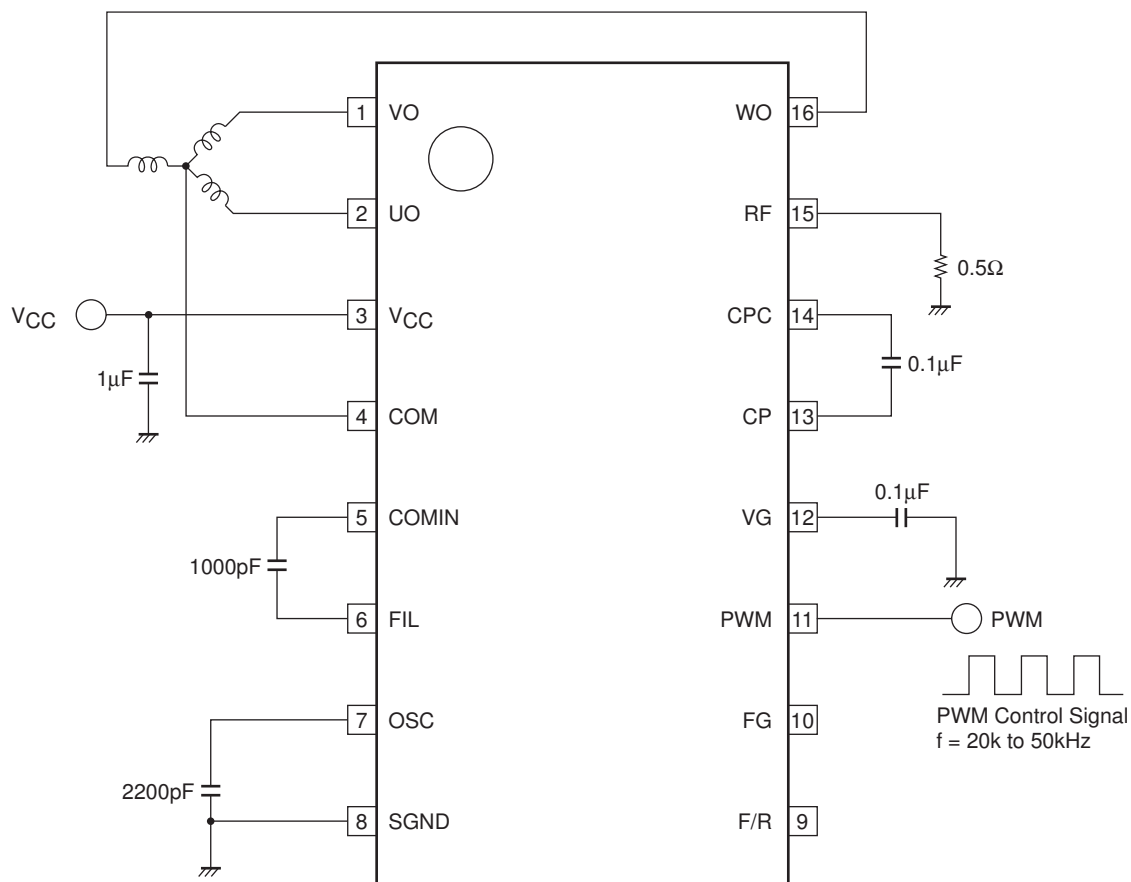 1 VO WO 16
2 UO RF 15
0.5Ω
VCC 3 VCC CPC 14
1μF 0.1μF
4 COM CP 13
0.1μF
5 COMIN VG 12
1000pF
6 FIL PWM 11 PWM
7 OSC FG 10
PWM Control Signal
f = 20k to 50kHz
2200pF
8 SGND F/R 9